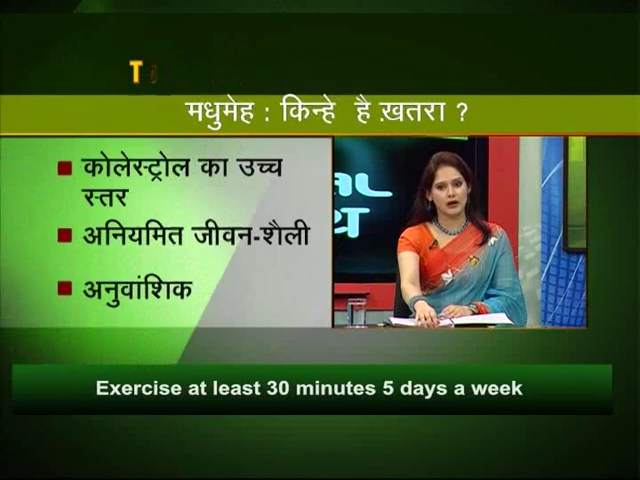 T
मधुमेह : किन्हे है ख़तरा ?
कोलेस्ट्रोल का उच्च
स्तर
अनियमित जीवन-शैली
अनुवांशिक
Exercise at least 30 minutes 5 days a week